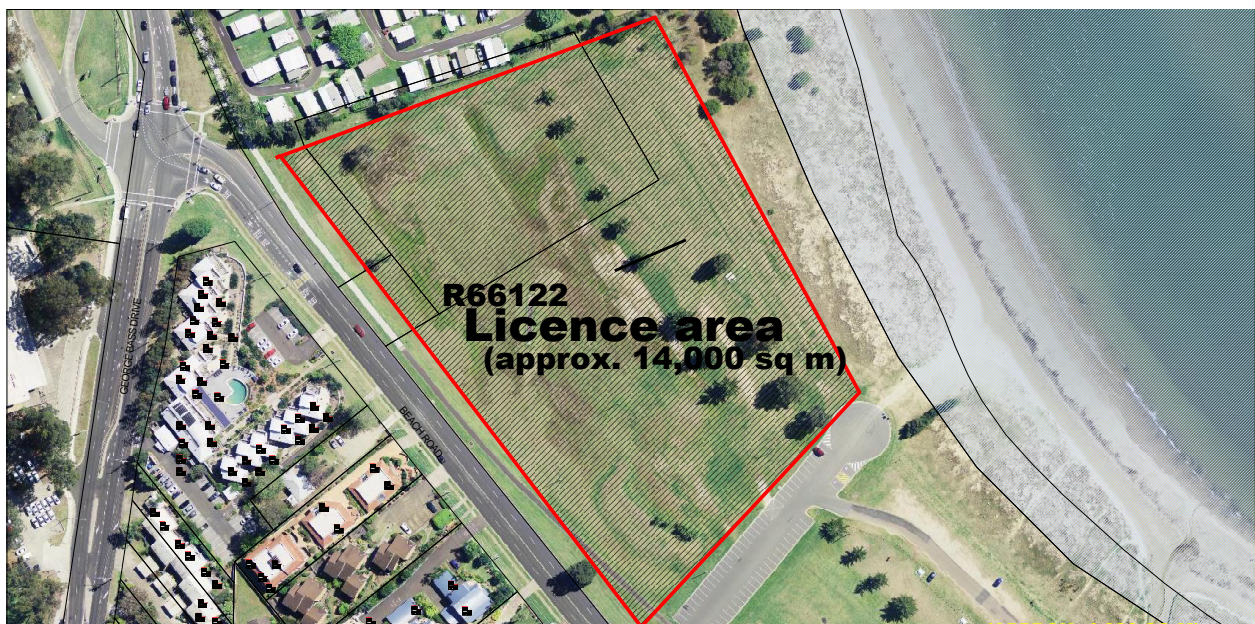 R66122
Licence area
(approx. 14,000 sq m)
GEORGE BASS DRIVE
BEACH ROAD